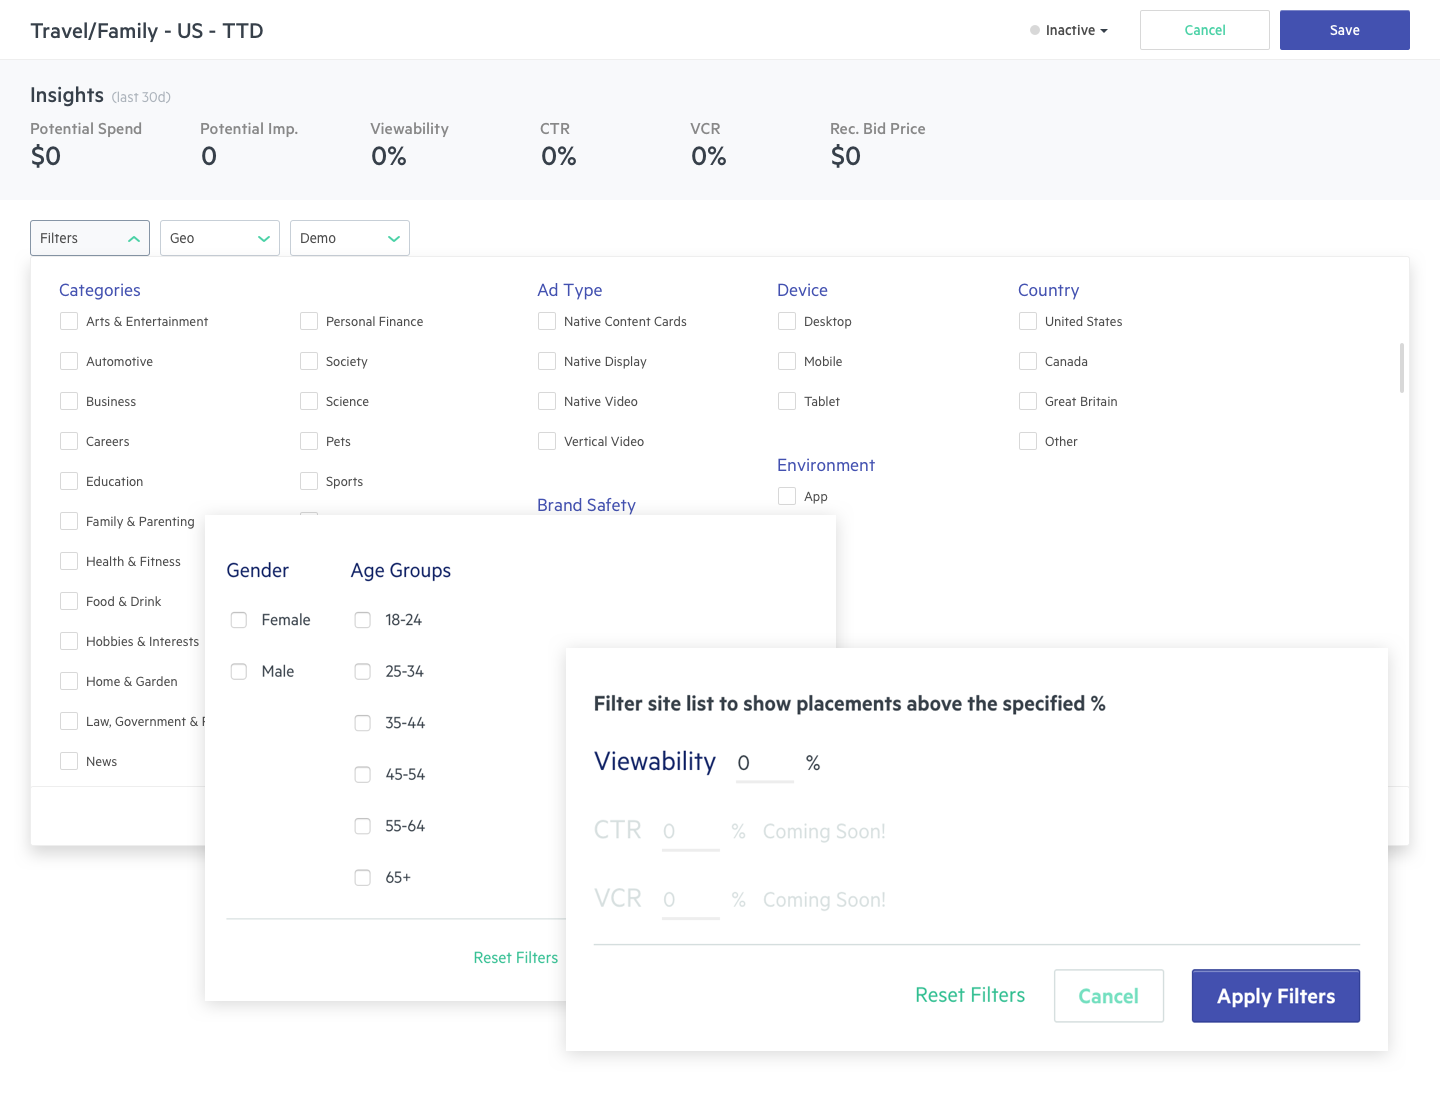 Travel/Family - US - TTD
Inactive
Cancel
Save
Insights (last 30d)
Potential Spend
$0
Potential Imp.
0
Viewability
0%
CTR
0%
VCR
0%
Rec. Bid Price
$0
Filters
Geo
Demo
Categories
Arts & Entertainment
Automotive
Business
Careers
Education
Family & Parenting
Health & Fitness
Food & Drink
Hobbies & Interests
Home & Garden
Law, Government &
News
Personal Finance
Society
Science
Pets
Sports
Ad Type
Native Content Cards
Native Display
Native Video
Vertical Video
Brand Safety
Device
Desktop
Mobile
Tablet
Environment
App
Country
United States
Canada
Great Britain
Other
Gender
Female
Male
Age Groups
18-24
25-34
35-44
45-54
55-64
65+
Reset Filters
Filter site list to show placements above the specified %
Viewability 0 %
CTR 0 % Coming Soon!
VCR 0 % Coming Soon!
Reset Filters
Cancel
Apply Filters